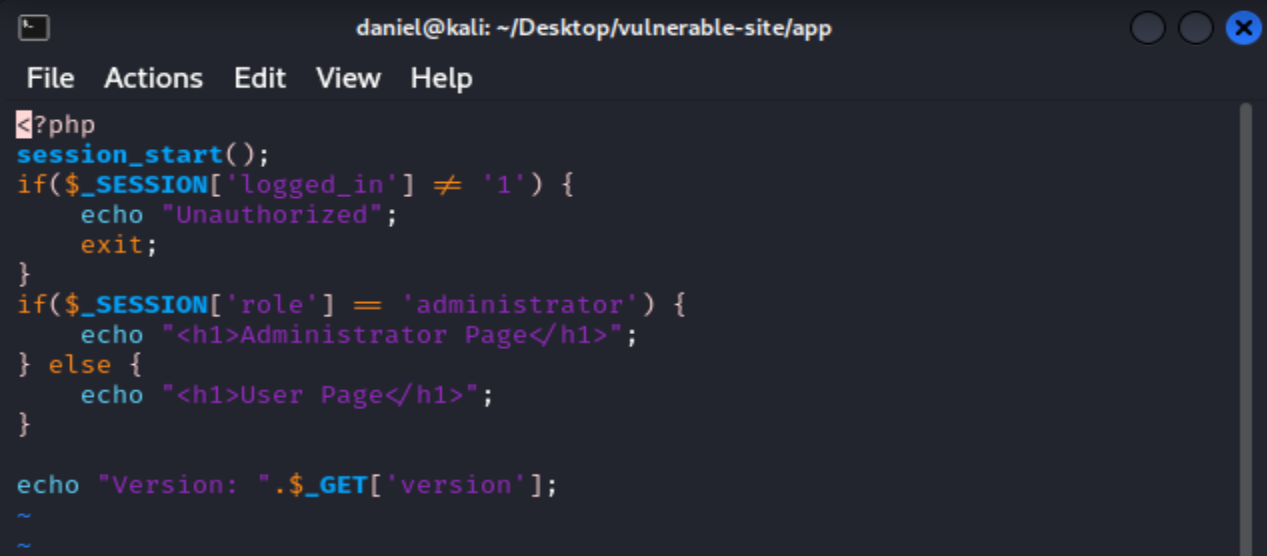 daniel@kali: ~/Desktop/vulnerable-site/app
File Actions Edit View Help
<?php
session_start();
if($_SESSION['logged_in'] ≠ '1') {
    echo "Unauthorized";
    exit;
}
if($_SESSION['role'] == 'administrator') {
    echo "<h1>Administrator Page</h1>";
} else {
    echo "<h1>User Page</h1>";
}
echo "Version: ".$_GET['version'];
~
~